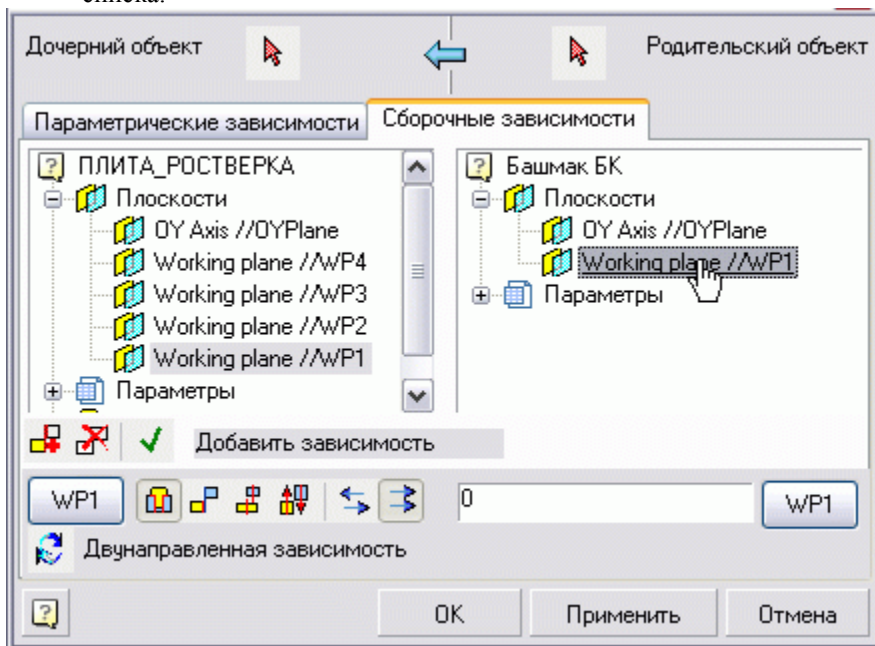 списка.
Дочерний объект
Родительский объект
Параметрические зависимости
Сборочные зависимости
ПЛИТА_РОСТВЕРКА
Плоскости
OY Axis //OYPlane
Working plane //WP4
Working plane //WP3
Working plane //WP2
Working plane //WP1
Параметры
Башмак БК
Плоскости
OY Axis //OYPlane
Working plane //WP1
Параметры
Добавить зависимость
WP1
0
WP1
Двунаправленная зависимость
OK
Применить
Отмена